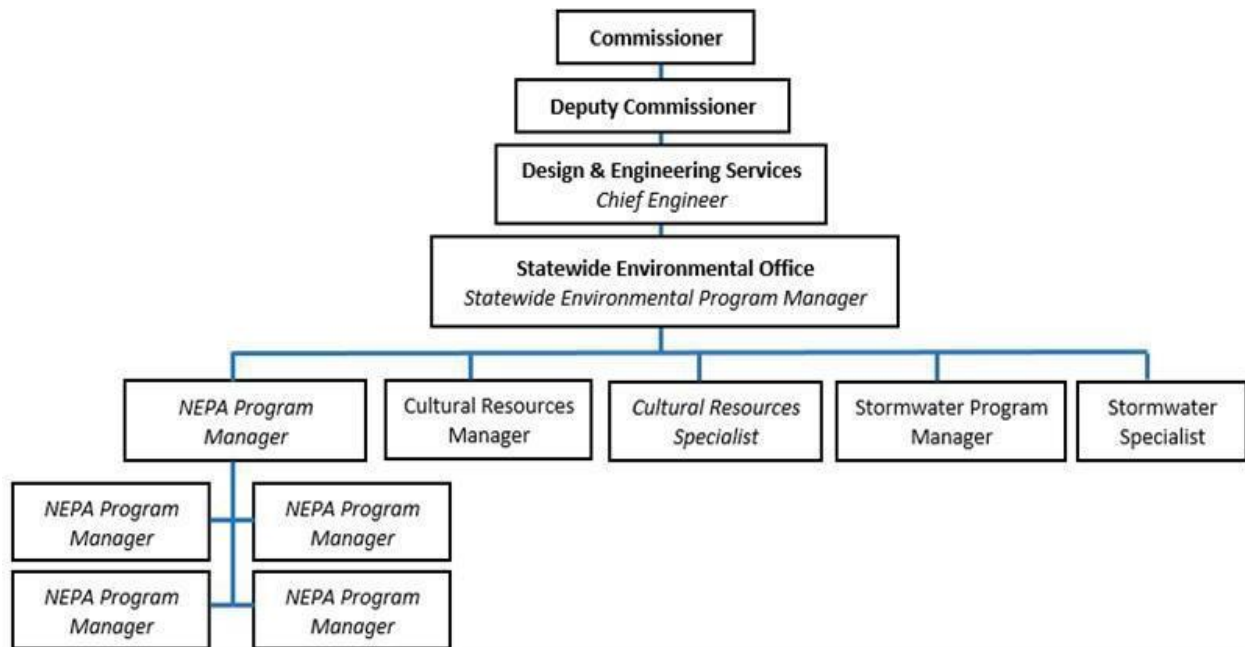 Commissioner
Deputy Commissioner
Design & Engineering Services
Chief Engineer
Statewide Environmental Office
Statewide Environmental Program Manager
NEPA Program
Manager
Cultural Resources
Manager
Cultural Resources
Specialist
Stormwater Program
Manager
Stormwater
Specialist
NEPA Program
Manager
NEPA Program
Manager
NEPA Program
Manager
NEPA Program
Manager